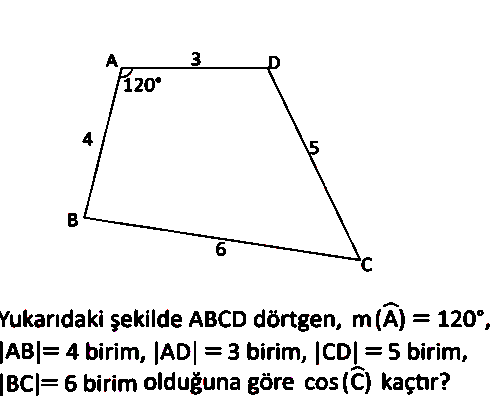 A 3 D
120°
4
5
B
6
C
Yukarıdaki şekilde ABCD dörtgen, m(Â) = 120°,
|AB|= 4 birim, |AD| = 3 birim, |CD| = 5 birim,
|BC|= 6 birim olduğuna göre cos(Ĉ) kaçtır?